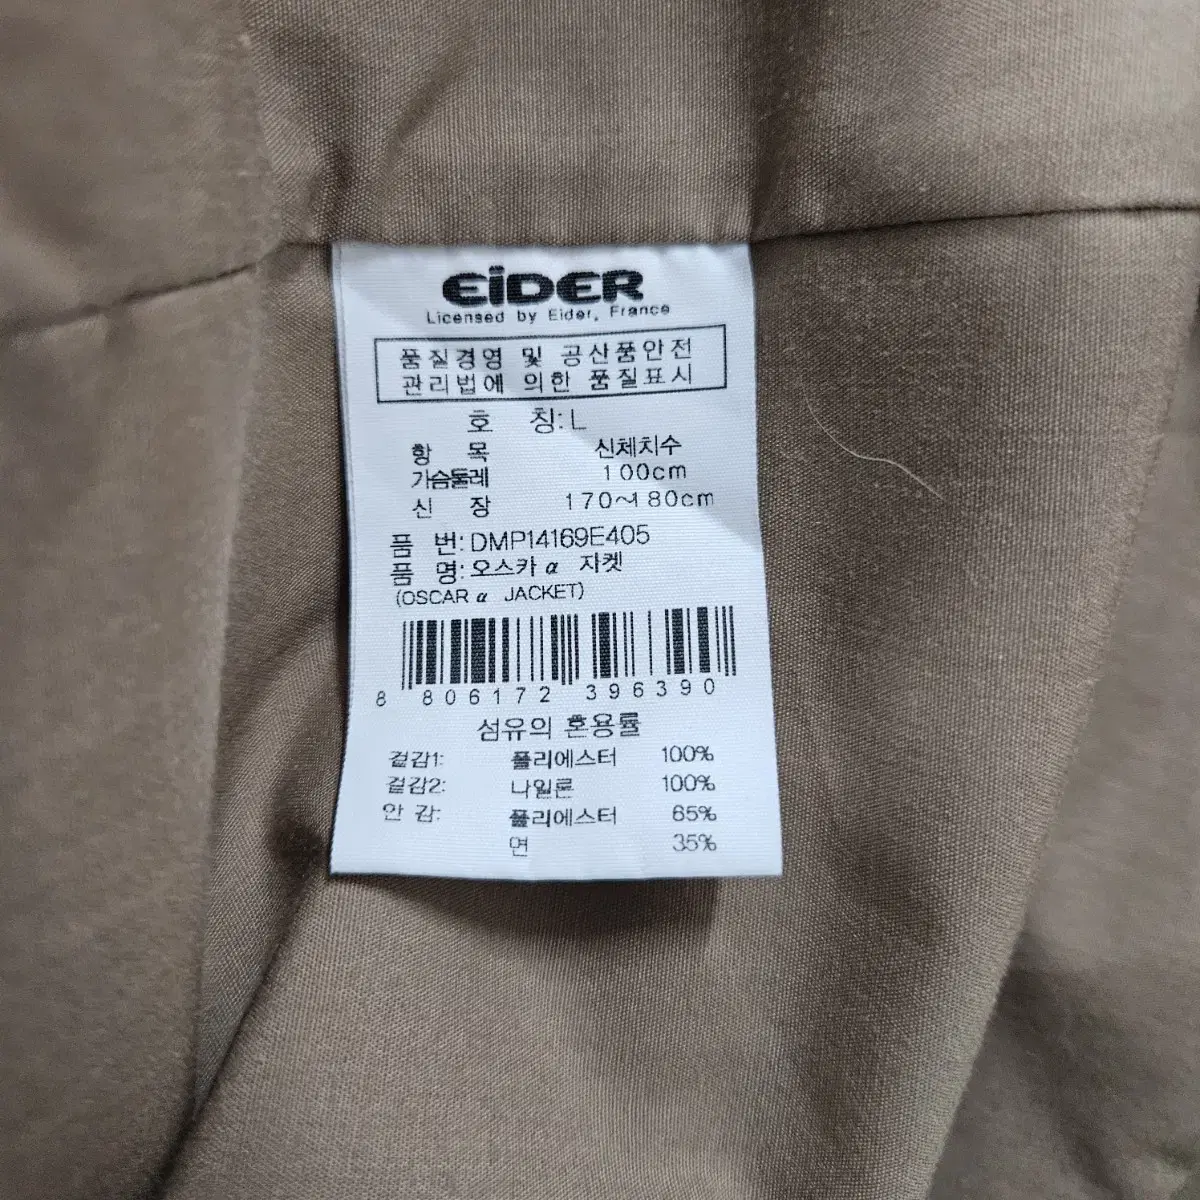 EiDER
Licensed by Eider, France
품질경영 및 공산품안전
관리법에 의한 품질표시
호 칭: L
항 목 신체치수
가슴둘레 100cm
신 장 170~180cm
품 번: DMP14169E405
품 명: 오스카 α 자켓
(OSCAR α JACKET)
8 806172 396390
섬유의 혼용률
겉감1: 폴리에스터 100%
겉감2: 나일론 100%
안 감: 폴리에스터 65%
면 35%